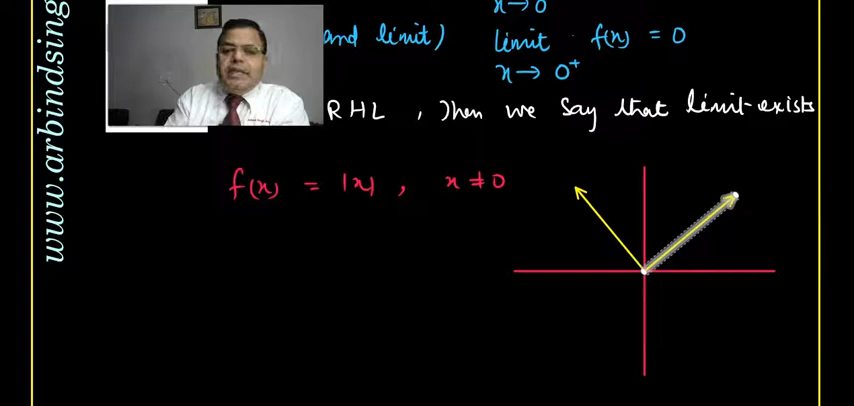 x → 0
and limit) limit f(x) = 0
x → 0⁺
RHL , Then we say that limit exists
f(x) = |x| , x ≠ 0
www.arbindsing